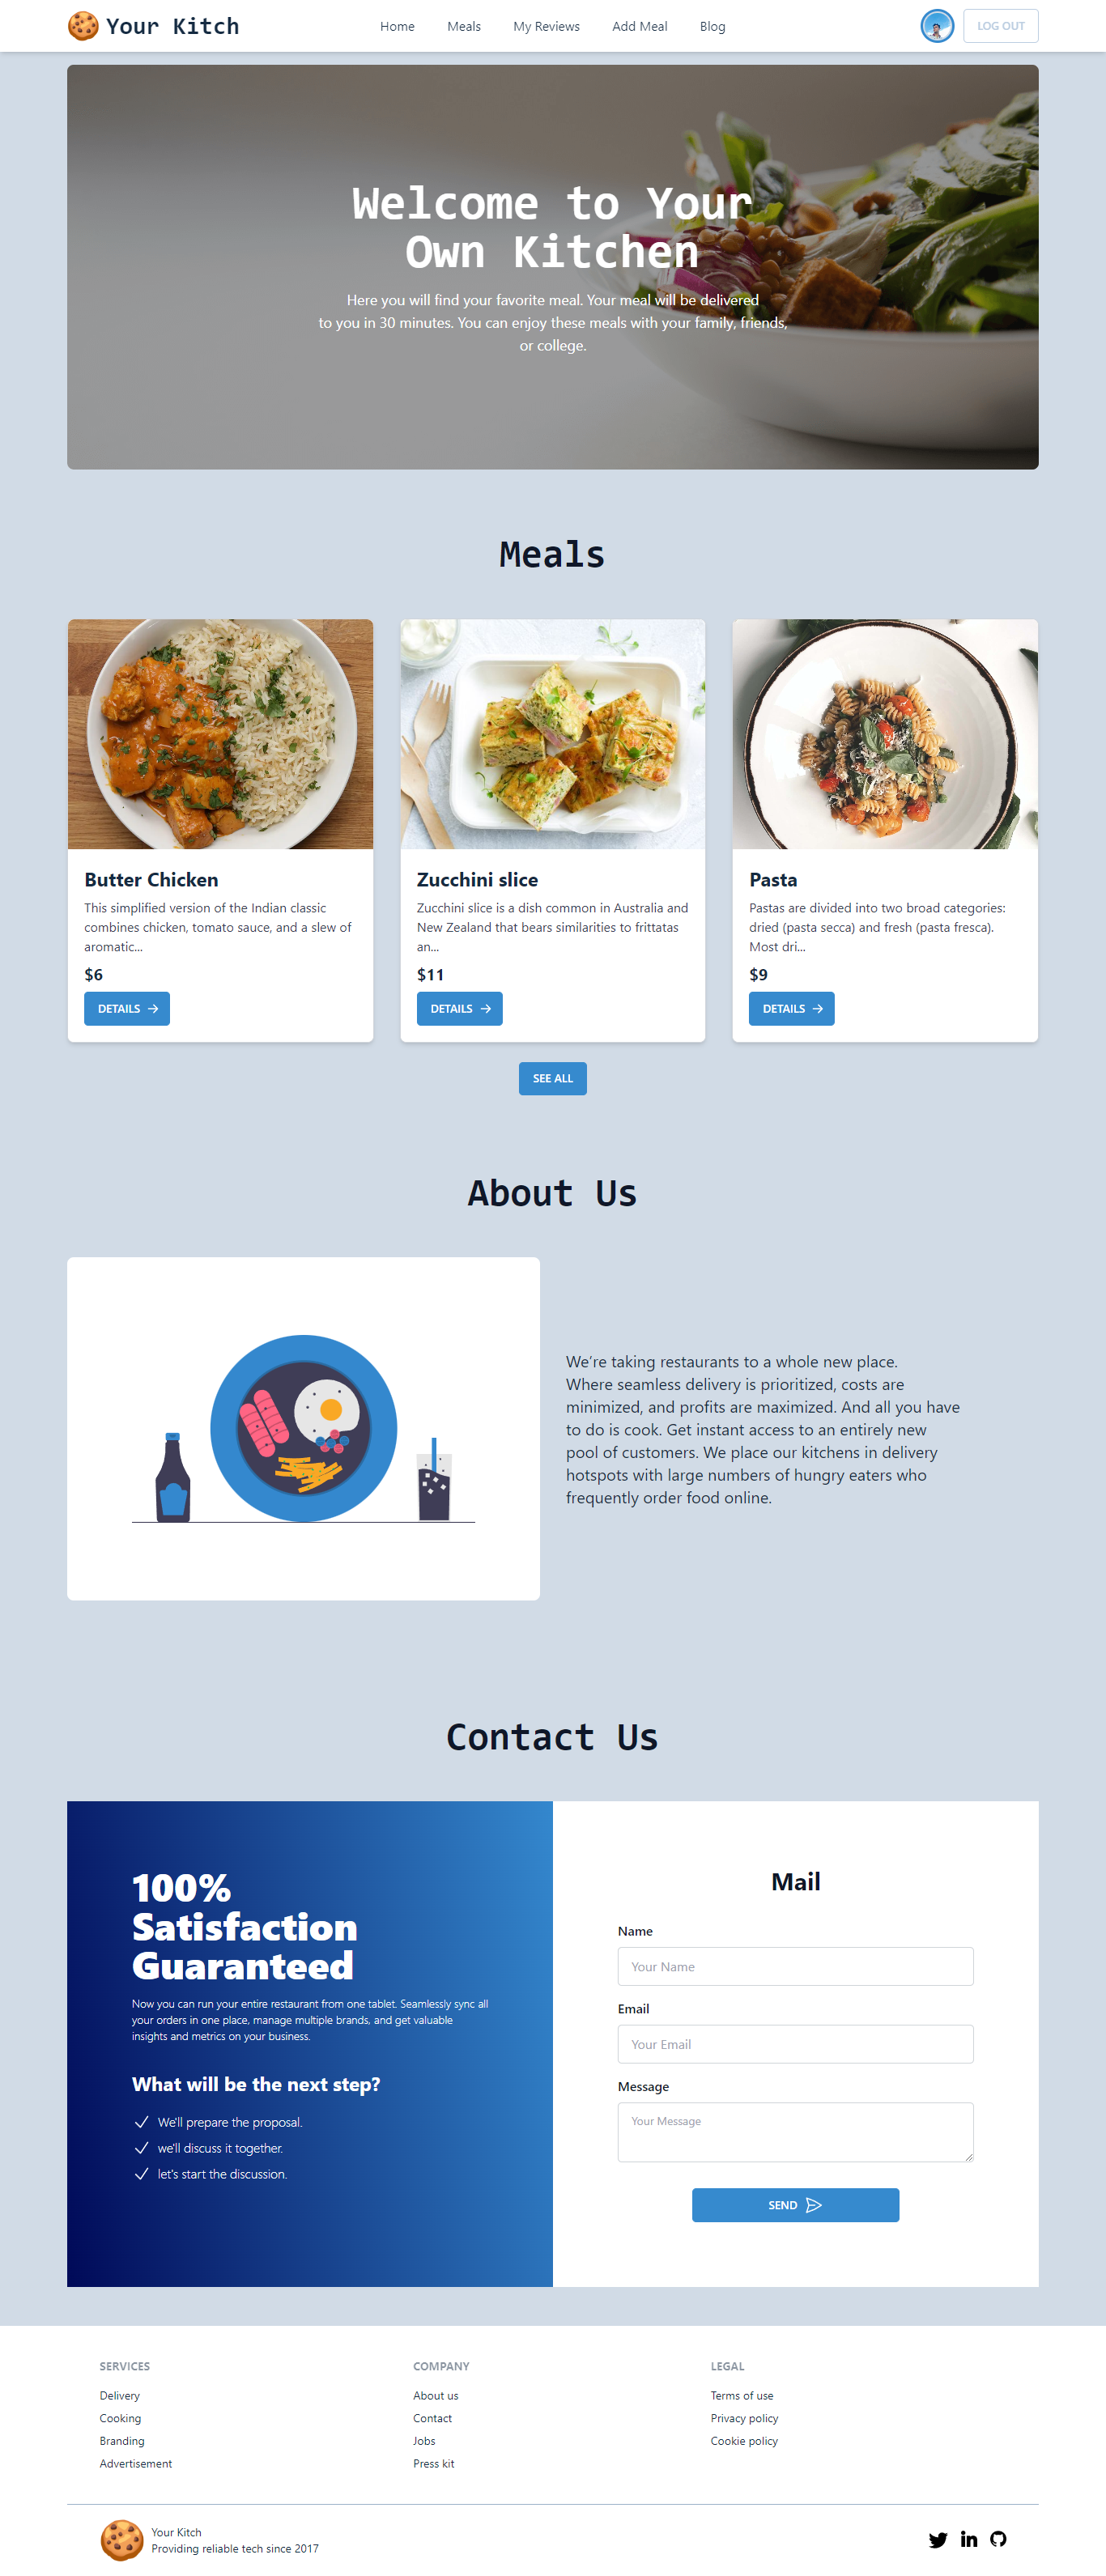 Your Kitch
Home Meals My Reviews Add Meal Blog
LOG OUT
Welcome to Your
Own Kitchen
Here you will find your favorite meal. Your meal will be delivered
to you in 30 minutes. You can enjoy these meals with your family, friends,
or college.
Meals
Butter Chicken
This simplified version of the Indian classic
combines chicken, tomato sauce, and a slew of
aromatic...
$6
DETAILS
Zucchini slice
Zucchini slice is a dish common in Australia and
New Zealand that bears similarities to frittatas
an...
$11
DETAILS
Pasta
Pastas are divided into two broad categories:
dried (pasta secca) and fresh (pasta fresca).
Most dri...
$9
DETAILS
SEE ALL
About Us
We’re taking restaurants to a whole new place.
Where seamless delivery is prioritized, costs are
minimized, and profits are maximized. And all you have
to do is cook. Get instant access to an entirely new
pool of customers. We place our kitchens in delivery
hotspots with large numbers of hungry eaters who
frequently order food online.
Contact Us
100%
Satisfaction
Guaranteed
Now you can run your entire restaurant from one tablet. Seamlessly sync all
your orders in one place, manage multiple brands, and get valuable
insights and metrics on your business.
What will be the next step?
We'll prepare the proposal.
we'll discuss it together.
let's start the discussion.
Mail
Name
Your Name
Email
Your Email
Message
Your Message
SEND
SERVICES
Delivery
Cooking
Branding
Advertisement
COMPANY
About us
Contact
Jobs
Press kit
LEGAL
Terms of use
Privacy policy
Cookie policy
Your Kitch
Providing reliable tech since 2017